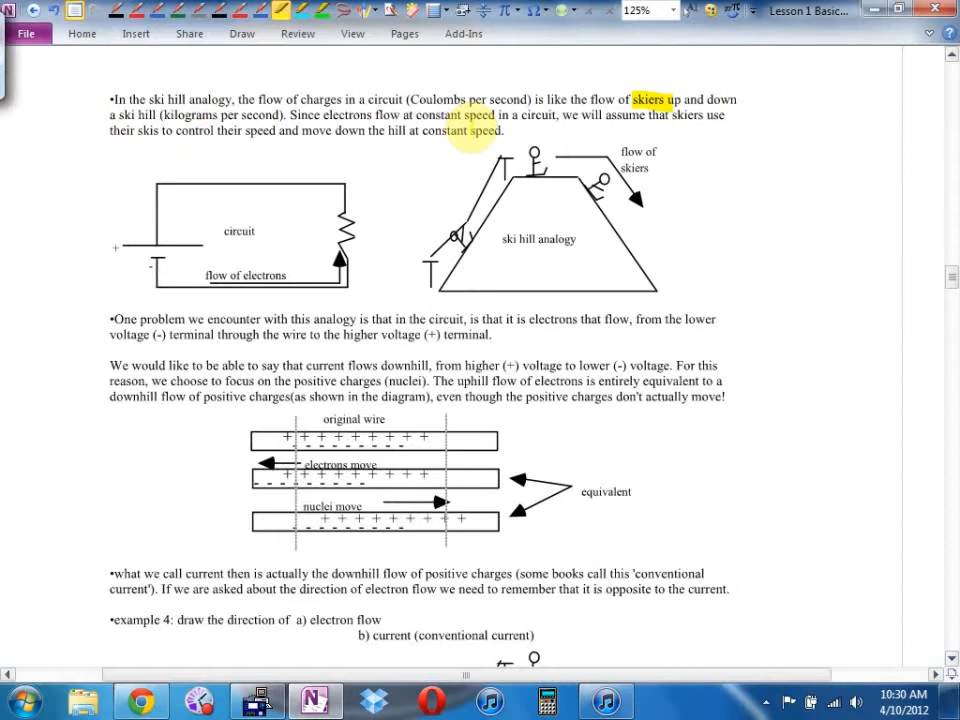 125%
Lesson 1 Basic...
File Home Insert Share Draw Review View Pages Add-Ins
•In the ski hill analogy, the flow of charges in a circuit (Coulombs per second) is like the flow of skiers up and down
a ski hill (kilograms per second). Since electrons flow at constant speed in a circuit, we will assume that skiers use
their skis to control their speed and move down the hill at constant speed.
flow of
skiers
circuit
ski hill analogy
+
-
flow of electrons
•One problem we encounter with this analogy is that in the circuit, is that it is electrons that flow, from the lower
voltage (-) terminal through the wire to the higher voltage (+) terminal.
We would like to be able to say that current flows downhill, from higher (+) voltage to lower (-) voltage. For this
reason, we choose to focus on the positive charges (nuclei). The uphill flow of electrons is entirely equivalent to a
downhill flow of positive charges(as shown in the diagram), even though the positive charges don't actually move!
original wire
+ + + + + + + + +
- - - - - - - - -
electrons move
+ + + + + + + + +
- - - - - - - - -
equivalent
nuclei move
+ + + + + + + + +
- - - - - - - - -
•what we call current then is actually the downhill flow of positive charges (some books call this 'conventional
current'). If we are asked about the direction of electron flow we need to remember that it is opposite to the current.
•example 4: draw the direction of a) electron flow
b) current (conventional current)
10:30 AM
4/10/2012